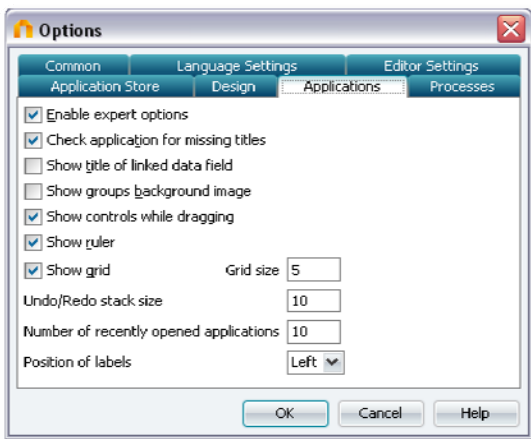 Options
Common Language Settings Editor Settings
Application Store Design Applications Processes
Enable expert options
Check application for missing titles
Show title of linked data field
Show groups background image
Show controls while dragging
Show ruler
Show grid Grid size 5
Undo/Redo stack size 10
Number of recently opened applications 10
Position of labels Left
OK Cancel Help